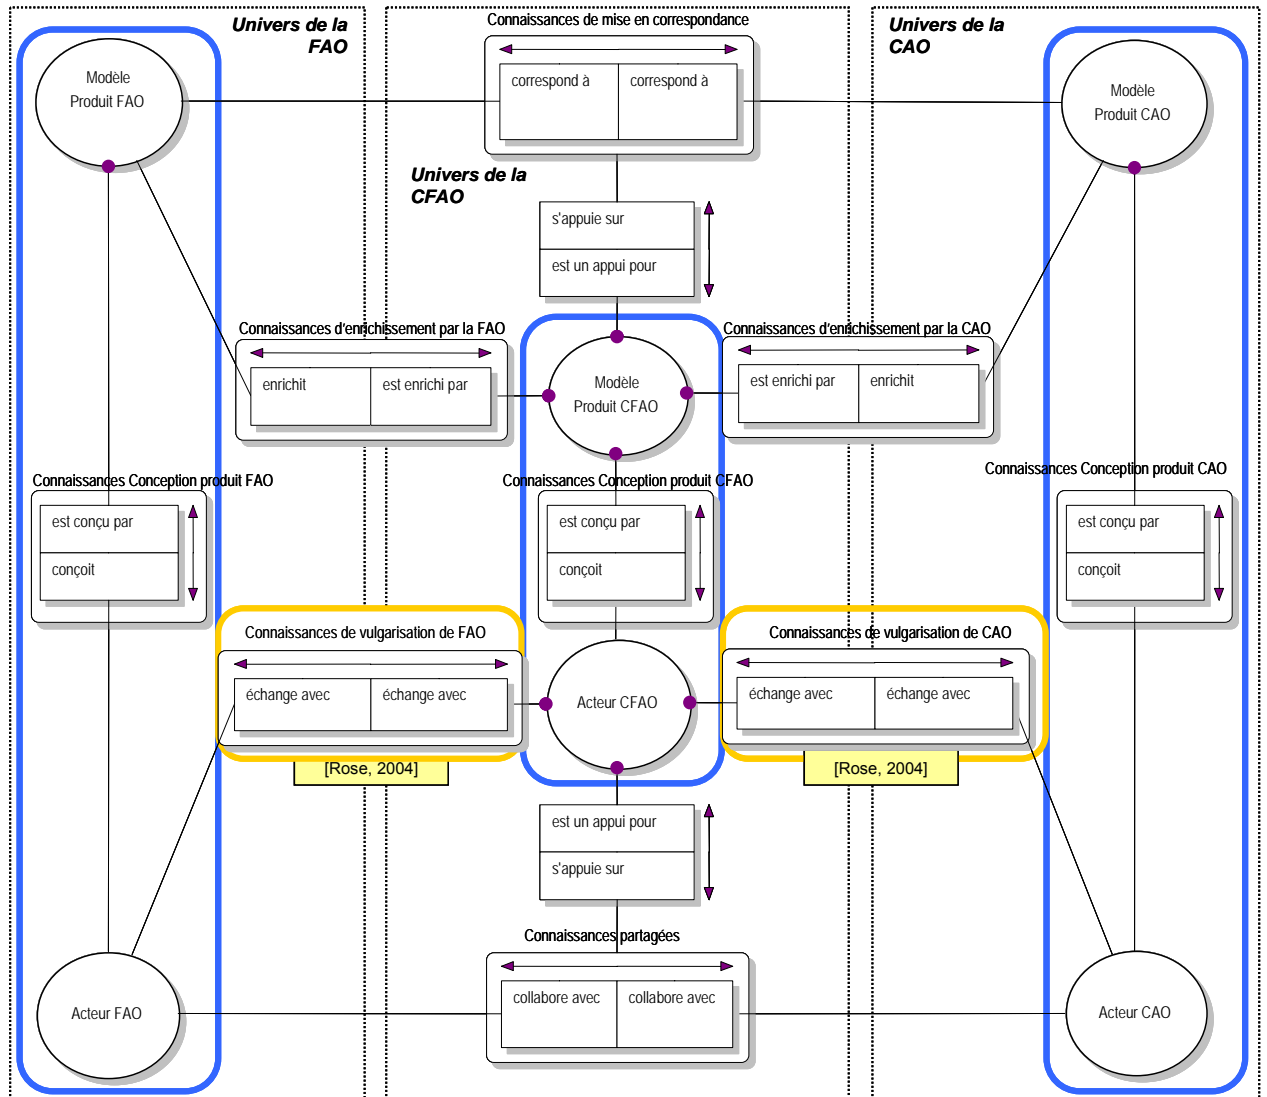 Univers de la
FAO
Connaissances de mise en correspondance
Univers de la
CAO
Modèle
Produit FAO
correspond à
correspond à
Modèle
Produit CAO
Univers de la
CFAO
s'appuie sur
est un appui pour
Connaissances d'enrichissement par la FAO
Connaissances d'enrichissement par la CAO
enrichit
est enrichi par
Modèle
Produit CFAO
est enrichi par
enrichit
Connaissances Conception produit FAO
Connaissances Conception produit CFAO
Connaissances Conception produit CAO
est conçu par
conçoit
est conçu par
conçoit
est conçu par
conçoit
Connaissances de vulgarisation de FAO
Connaissances de vulgarisation de CAO
échange avec
échange avec
Acteur CFAO
échange avec
échange avec
[Rose, 2004]
[Rose, 2004]
est un appui pour
s'appuie sur
Connaissances partagées
Acteur FAO
collabore avec
collabore avec
Acteur CAO